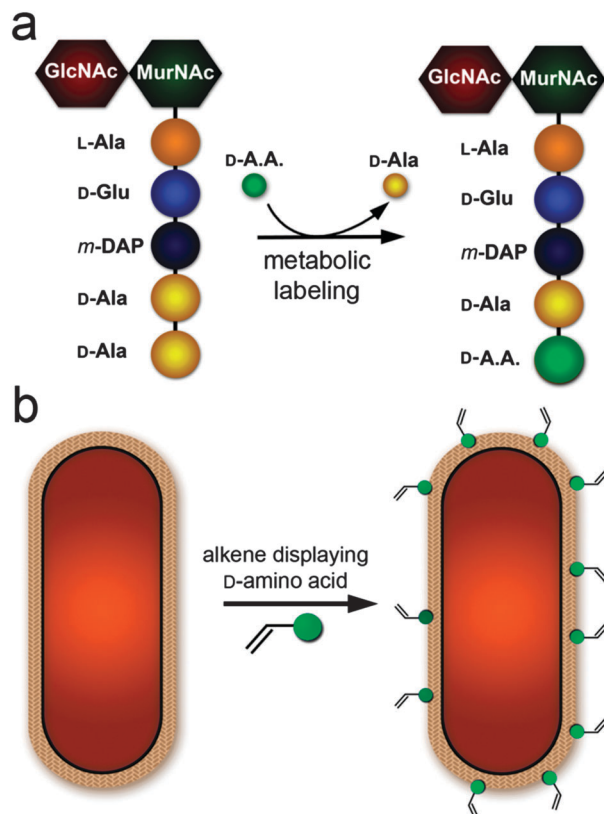 a
GlcNAc MurNAc
L-Ala
D-Glu
m-DAP
D-Ala
D-Ala
D-A.A. D-Ala
metabolic
labeling
GlcNAc MurNAc
L-Ala
D-Glu
m-DAP
D-Ala
D-A.A.
b
alkene displaying
D-amino acid